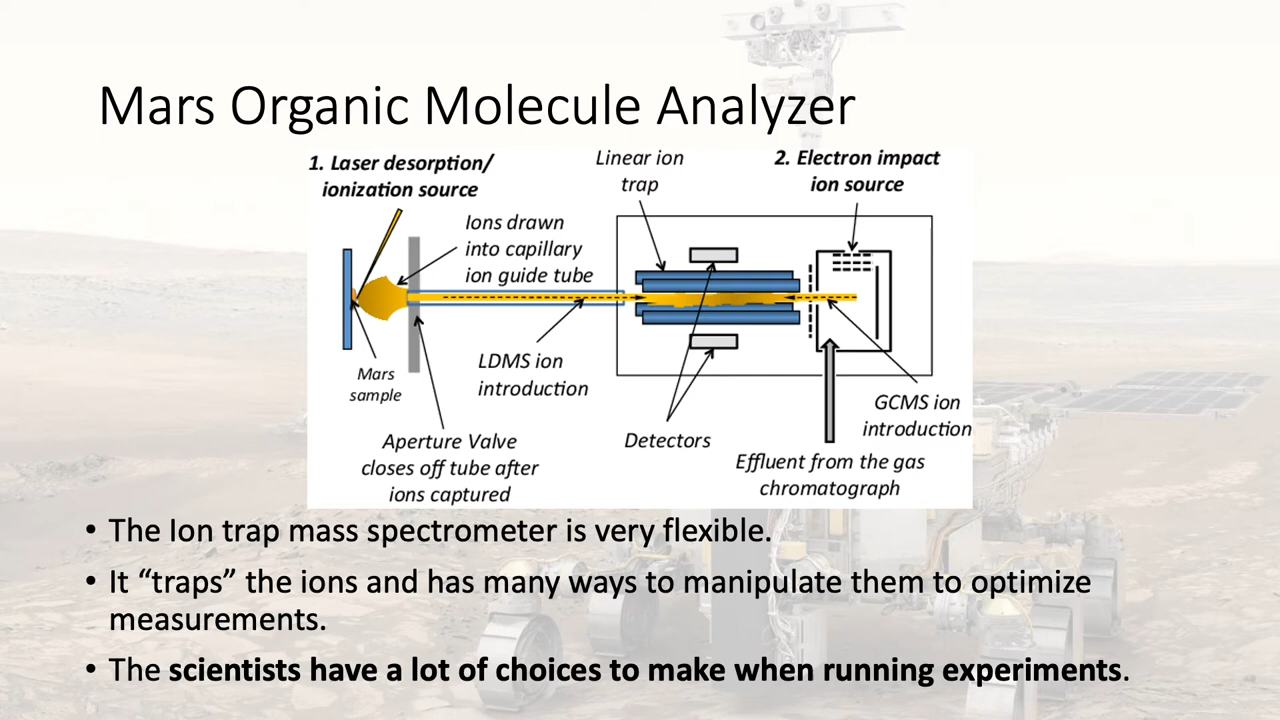 Mars Organic Molecule Analyzer
1. Laser desorption/
ionization source
Linear ion
trap
2. Electron impact
ion source
Ions drawn
into capillary
ion guide tube
Mars
sample
LDMS ion
introduction
GCMS ion
introduction
Aperture Valve
closes off tube after
ions captured
Detectors
Effluent from the gas
chromatograph
• The Ion trap mass spectrometer is very flexible.
• It “traps” the ions and has many ways to manipulate them to optimize
measurements.
• The scientists have a lot of choices to make when running experiments.